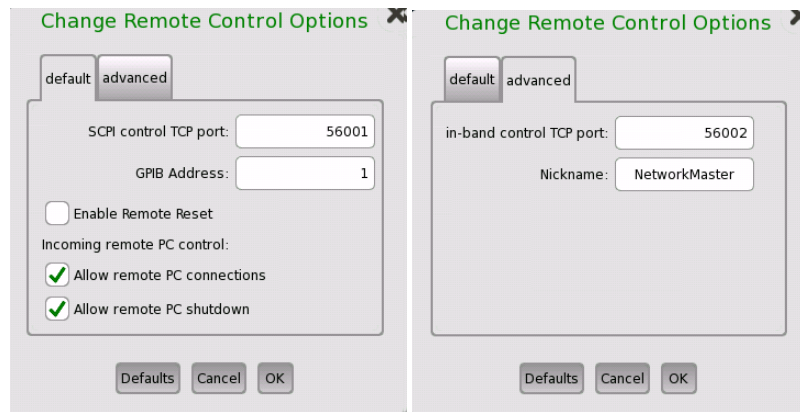 Change Remote Control Options
default advanced
SCPI control TCP port: 56001
GPIB Address: 1
Enable Remote Reset
Incoming remote PC control:
Allow remote PC connections
Allow remote PC shutdown
Defaults Cancel OK
Change Remote Control Options
default advanced
in-band control TCP port: 56002
Nickname: NetworkMaster
Defaults Cancel OK